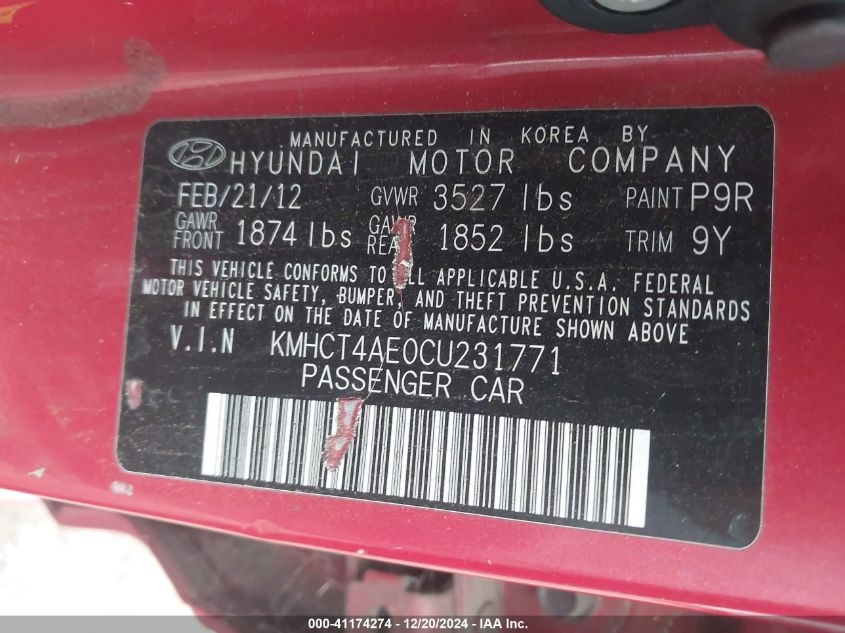 MANUFACTURED IN KOREA BY
HYUNDAI MOTOR COMPANY
FEB/21/12 GVWR 3527 lbs PAINT P9R
GAWR FRONT 1874 lbs GAWR REAR 1852 lbs TRIM 9Y
THIS VEHICLE CONFORMS TO ALL APPLICABLE U.S.A. FEDERAL
MOTOR VEHICLE SAFETY, BUMPER, AND THEFT PREVENTION STANDARDS
IN EFFECT ON THE DATE OF MANUFACTURE SHOWN ABOVE
V.I.N KMHCT4AE0CU231771
PASSENGER CAR
000-41174274 - 12/20/2024 -